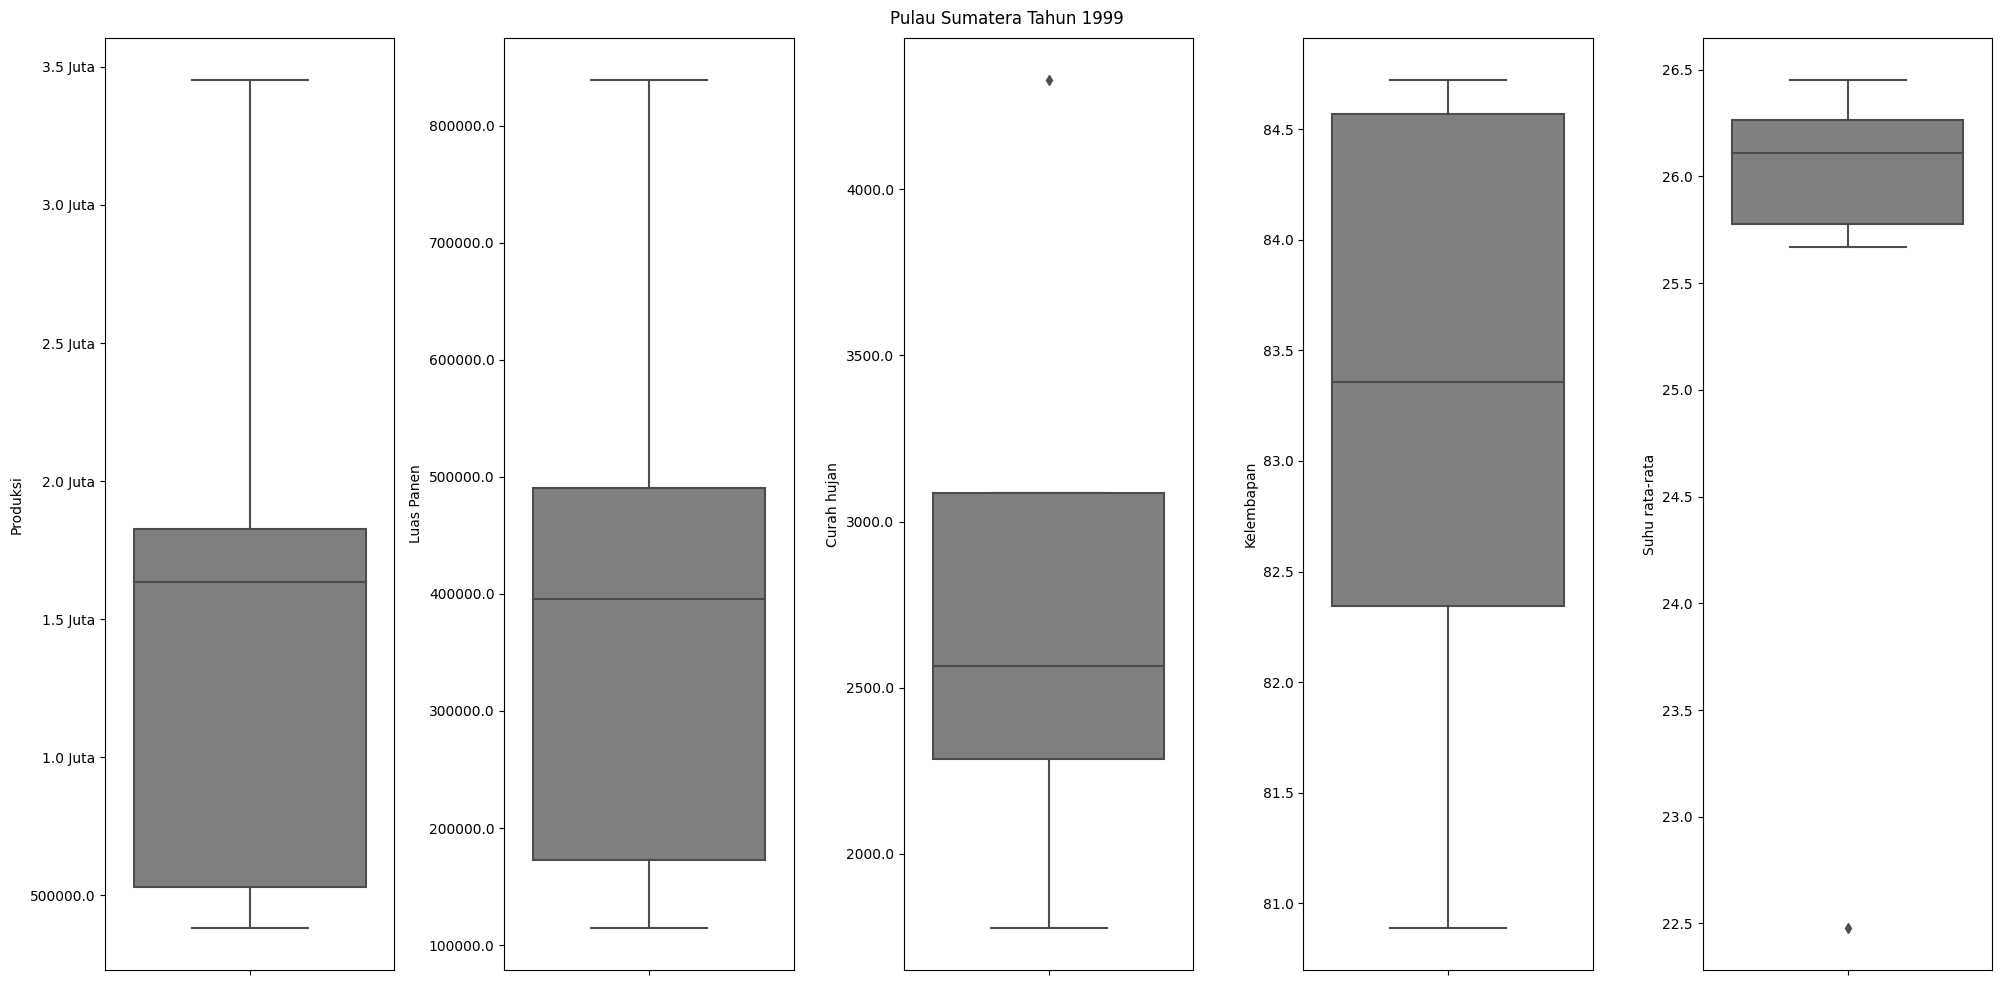 Pulau Sumatera Tahun 1999
Produksi
3.5 Juta
3.0 Juta
2.5 Juta
2.0 Juta
1.5 Juta
1.0 Juta
500000.0
Luas Panen
800000.0
700000.0
600000.0
500000.0
400000.0
300000.0
200000.0
100000.0
Curah hujan
4000.0
3500.0
3000.0
2500.0
2000.0
Kelembapan
84.5
84.0
83.5
83.0
82.5
82.0
81.5
81.0
Suhu rata-rata
26.5
26.0
25.5
25.0
24.5
24.0
23.5
23.0
22.5